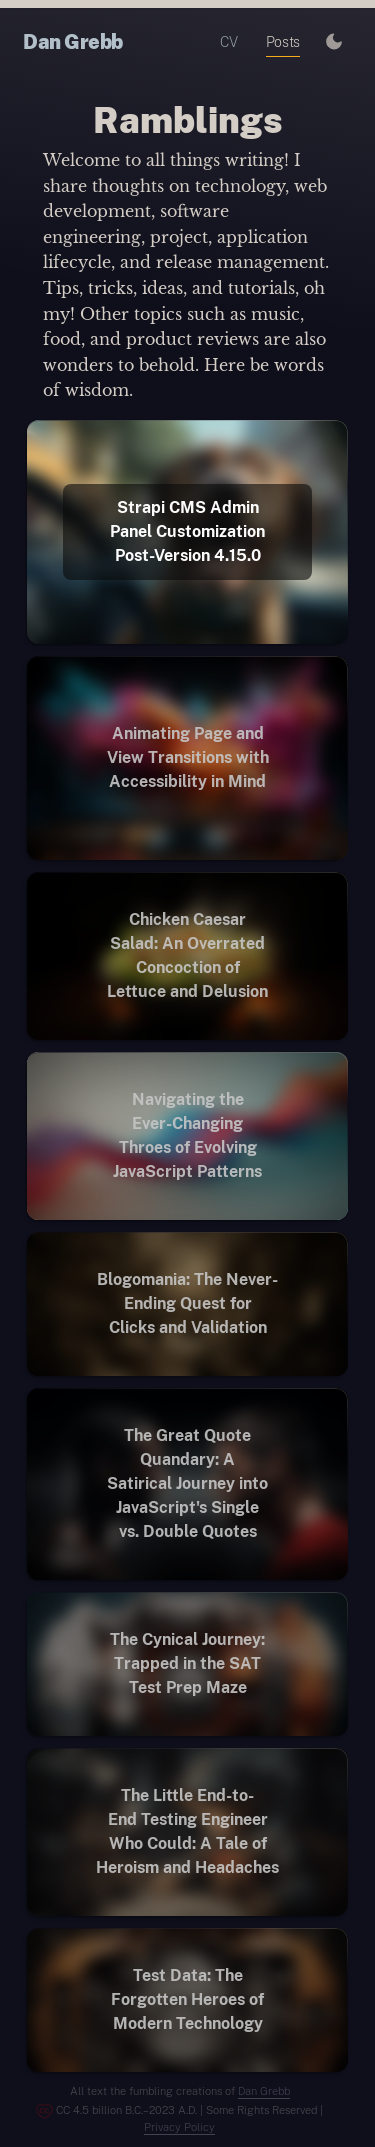 Dan Grebb
CV Posts
Ramblings
Welcome to all things writing! I
share thoughts on technology, web
development, software
engineering, project, application
lifecycle, and release management.
Tips, tricks, ideas, and tutorials, oh
my! Other topics such as music,
food, and product reviews are also
wonders to behold. Here be words
of wisdom.
Strapi CMS Admin
Panel Customization
Post-Version 4.15.0
Animating Page and
View Transitions with
Accessibility in Mind
Chicken Caesar
Salad: An Overrated
Concoction of
Lettuce and Delusion
Navigating the
Ever-Changing
Throes of Evolving
JavaScript Patterns
Blogomania: The Never-
Ending Quest for
Clicks and Validation
The Great Quote
Quandary: A
Satirical Journey into
JavaScript's Single
vs. Double Quotes
The Cynical Journey:
Trapped in the SAT
Test Prep Maze
The Little End-to-
End Testing Engineer
Who Could: A Tale of
Heroism and Headaches
Test Data: The
Forgotten Heroes of
Modern Technology
All text the fumbling creations of Dan Grebb
CC 4.5 billion B.C.–2023 A.D. | Some Rights Reserved |
Privacy Policy